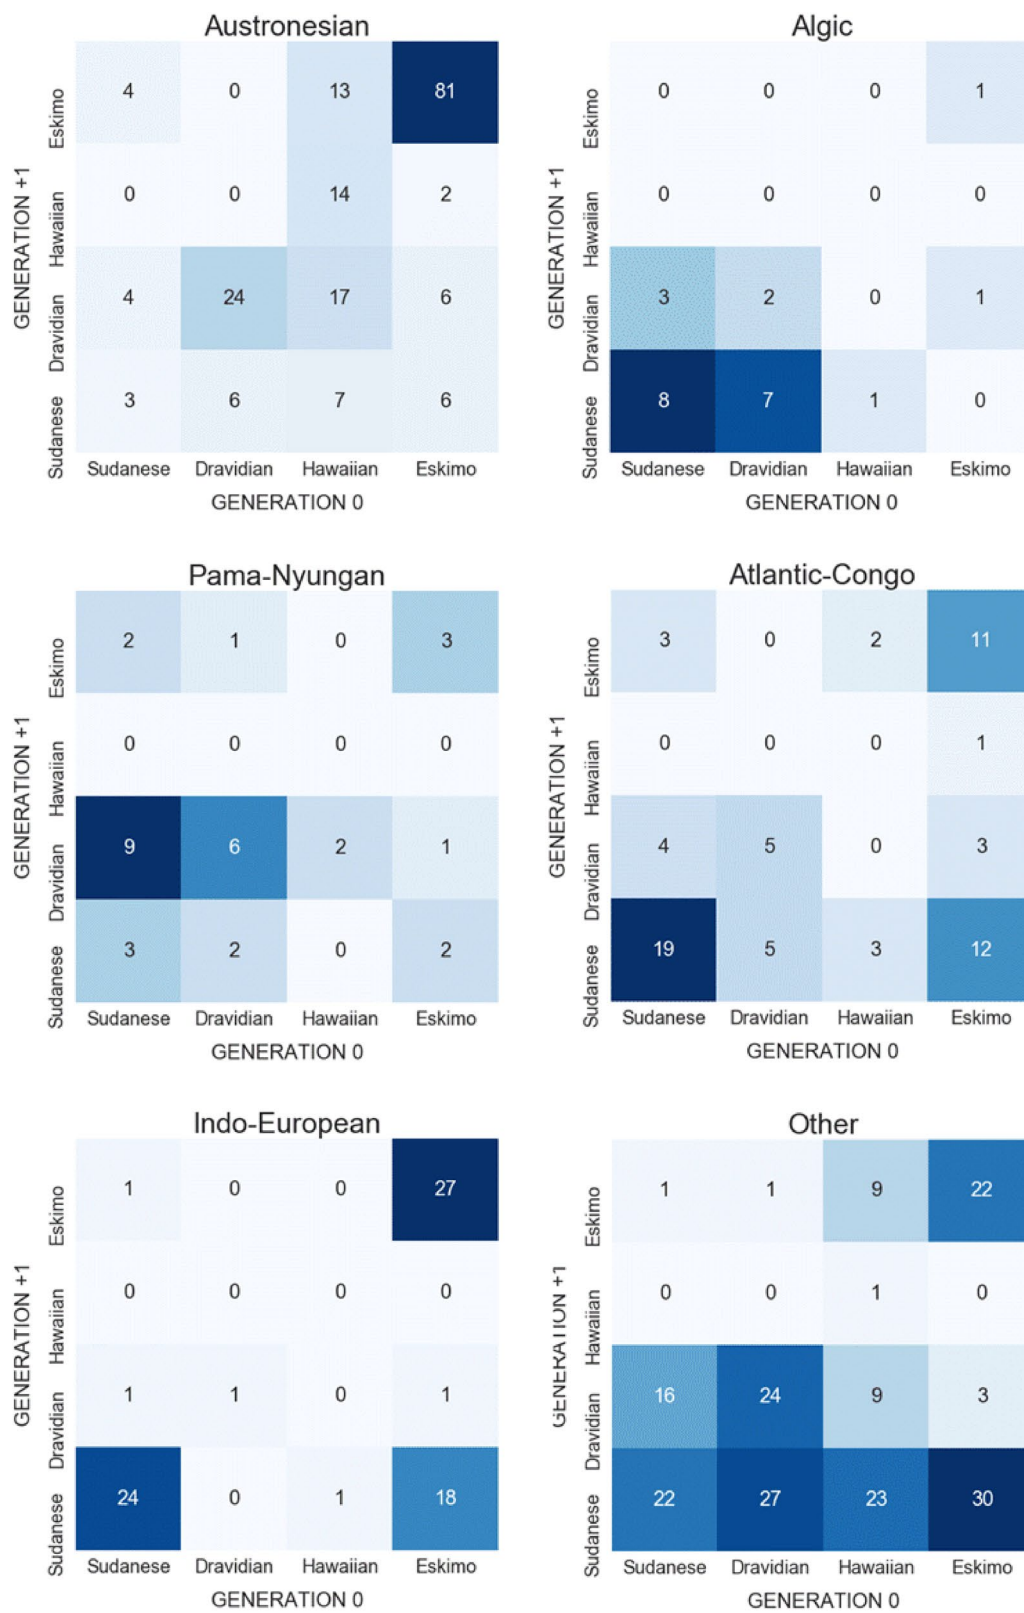 Austronesian
GENERATION +1
Eskimo
4 0 13 81
Hawaiian
0 0 14 2
Dravidian
4 24 17 6
Sudanese
3 6 7 6
Sudanese Dravidian Hawaiian Eskimo
GENERATION 0
Algic
GENERATION +1
Eskimo
0 0 0 1
Hawaiian
0 0 0 0
Dravidian
3 2 0 1
Sudanese
8 7 1 0
Sudanese Dravidian Hawaiian Eskimo
GENERATION 0
Pama-Nyungan
GENERATION +1
Eskimo
2 1 0 3
Hawaiian
0 0 0 0
Dravidian
9 6 2 1
Sudanese
3 2 0 2
Sudanese Dravidian Hawaiian Eskimo
GENERATION 0
Atlantic-Congo
GENERATION +1
Eskimo
3 0 2 11
Hawaiian
0 0 0 1
Dravidian
4 5 0 3
Sudanese
19 5 3 12
Sudanese Dravidian Hawaiian Eskimo
GENERATION 0
Indo-European
GENERATION +1
Eskimo
1 0 0 27
Hawaiian
0 0 0 0
Dravidian
1 1 0 1
Sudanese
24 0 1 18
Sudanese Dravidian Hawaiian Eskimo
GENERATION 0
Other
GENERATION +1
Eskimo
1 1 9 22
Hawaiian
0 0 1 0
Dravidian
16 24 9 3
Sudanese
22 27 23 30
Sudanese Dravidian Hawaiian Eskimo
GENERATION 0